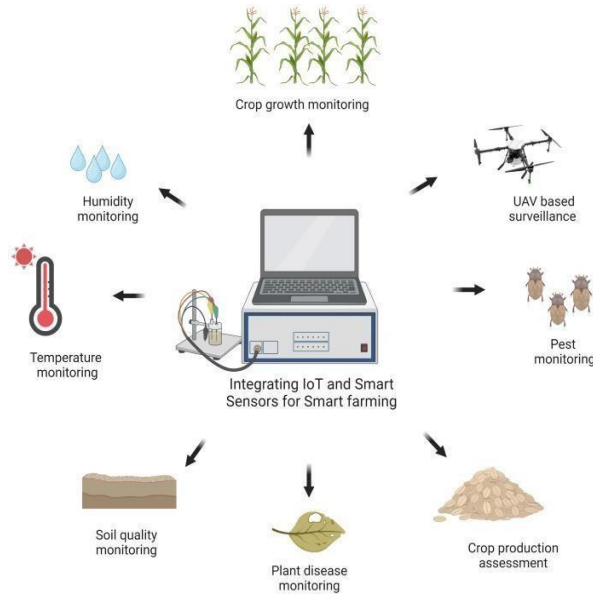 Crop growth monitoring
Humidity
monitoring
UAV based
surveillance
Temperature
monitoring
Pest
monitoring
Integrating IoT and Smart
Sensors for Smart farming
Soil quality
monitoring
Plant disease
monitoring
Crop production
assessment